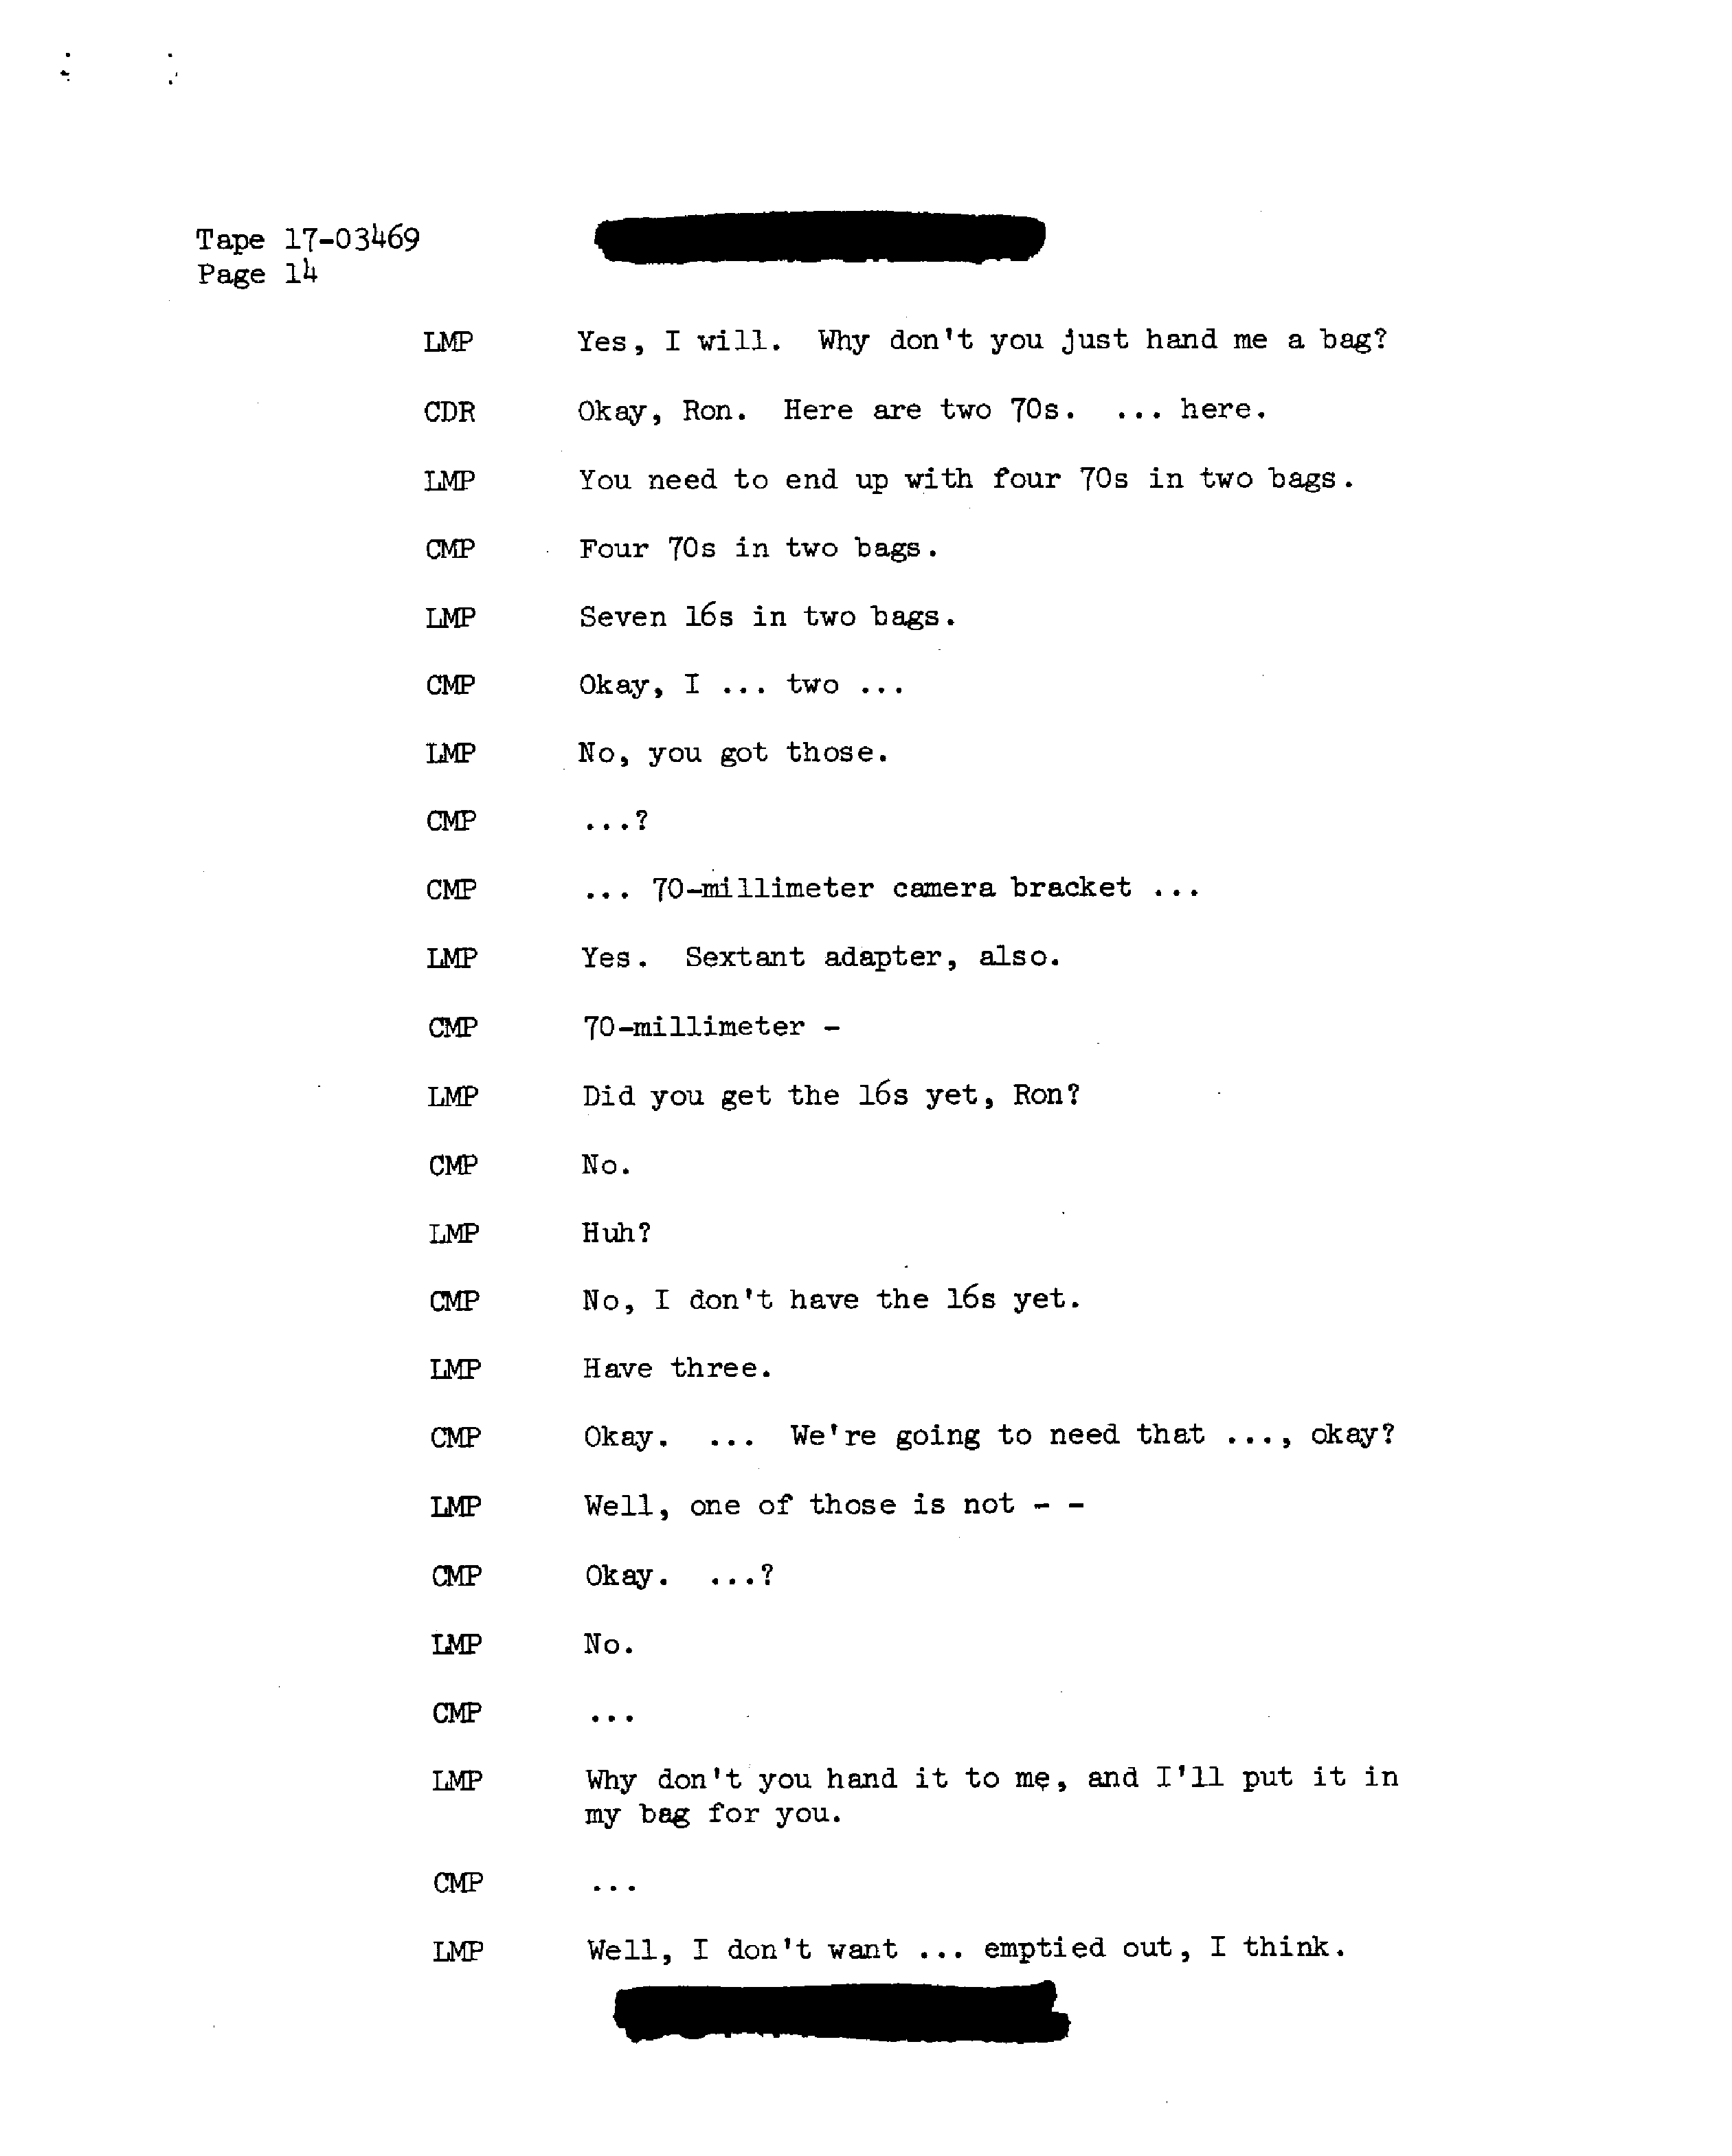 Tape 17-03469
Page 14
LMP Yes, I will. Why don't you just hand me a bag?
CDR Okay, Ron. Here are two 70s. ... here.
LMP You need to end up with four 70s in two bags.
CMP Four 70s in two bags.
LMP Seven 16s in two bags.
CMP Okay, I ... two ...
LMP No, you got those.
CMP ...?
CMP ... 70-millimeter camera bracket ...
LMP Yes. Sextant adapter, also.
CMP 70-millimeter -
LMP Did you get the 16s yet, Ron?
CMP No.
LMP Huh?
CMP No, I don't have the 16s yet.
LMP Have three.
CMP Okay. ... We're going to need that ..., okay?
LMP Well, one of those is not - -
CMP Okay. ...?
LMP No.
CMP ...
LMP Why don't you hand it to me, and I'll put it in
my bag for you.
CMP ...
LMP Well, I don't want ... emptied out, I think.